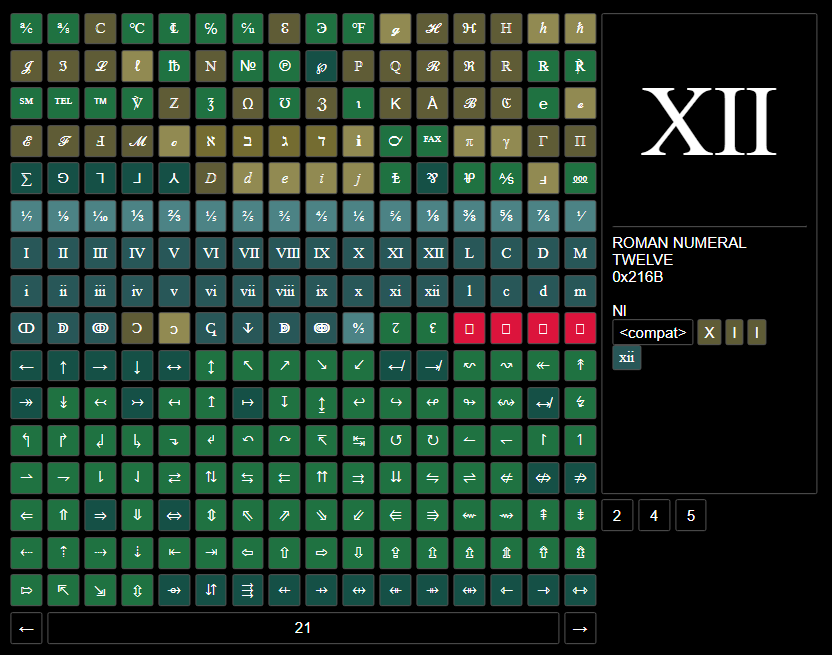 ℀ ℁ ℂ ℃ ℄ ℅ ℆ ℇ ℈ ℉ ℊ ℋ ℌ ℍ ℎ ℏ
ℐ ℑ ℒ ℓ ℔ ℕ № ℗ ℘ ℙ ℚ ℛ ℜ ℝ ℞ ℟
℠ ℡ ™ ℣ ℤ ℥ Ω ℧ ℨ ℩ K Å ℬ ℭ ℮ ℯ
ℰ ℱ Ⅎ ℳ ℴ ℵ ℶ ℷ ℸ ℹ ℺ ℻ ℼ ℽ ℾ ℿ
⅀ ⅁ ⅂ ⅃ ⅄ ⅅ ⅆ ⅇ ⅈ ⅉ ⅊ ⅋ ⅌ ⅍ ⅎ ⅏
⅐ ⅑ ⅒ ⅓ ⅔ ⅕ ⅖ ⅗ ⅘ ⅙ ⅚ ⅛ ⅜ ⅝ ⅞ ⅟
Ⅰ Ⅱ Ⅲ Ⅳ Ⅴ Ⅵ Ⅶ Ⅷ Ⅸ Ⅹ Ⅺ Ⅻ Ⅼ Ⅽ Ⅾ Ⅿ
ⅰ ⅱ ⅲ ⅳ ⅴ ⅵ ⅶ ⅷ ⅸ ⅹ ⅺ ⅻ ⅼ ⅽ ⅾ ⅿ
ↀ ↁ ↂ Ↄ ↄ ↅ ↆ ↇ ↈ ↉ ↊ ↋
← ↑ → ↓ ↔ ↕ ↖ ↗ ↘ ↙ ↚ ↛ ↜ ↝ ↞ ↟
↠ ↡ ↢ ↣ ↤ ↥ ↦ ↧ ↨ ↩ ↪ ↫ ↬ ↭ ↮ ↯
↰ ↱ ↲ ↳ ↴ ↵ ↶ ↷ ↸ ↹ ↺ ↻ ↼ ↽ ↾ ↿
⇀ ⇁ ⇂ ⇃ ⇄ ⇅ ⇆ ⇇ ⇈ ⇉ ⇊ ⇋ ⇌ ⇍ ⇎ ⇏
⇐ ⇑ ⇒ ⇓ ⇔ ⇕ ⇖ ⇗ ⇘ ⇙ ⇚ ⇛ ⇜ ⇝ ⇞ ⇟
⇠ ⇡ ⇢ ⇣ ⇤ ⇥ ⇦ ⇧ ⇨ ⇩ ⇪ ⇫ ⇬ ⇭ ⇮ ⇯
⇰ ⇱ ⇲ ⇳ ⇴ ⇵ ⇶ ⇷ ⇸ ⇹ ⇺ ⇻ ⇼ ⇽ ⇾ ⇿
← 21 →
Ⅻ
ROMAN NUMERAL
TWELVE
0x216B
Nl
<compat> X I I
ⅻ
2 4 5